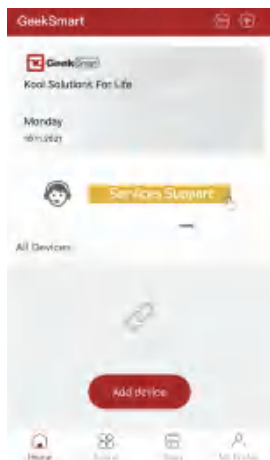 GeekSmart
GeekSmart
Kool Solutions For Life
Monday
Services Support
All Devices
Add device
Home